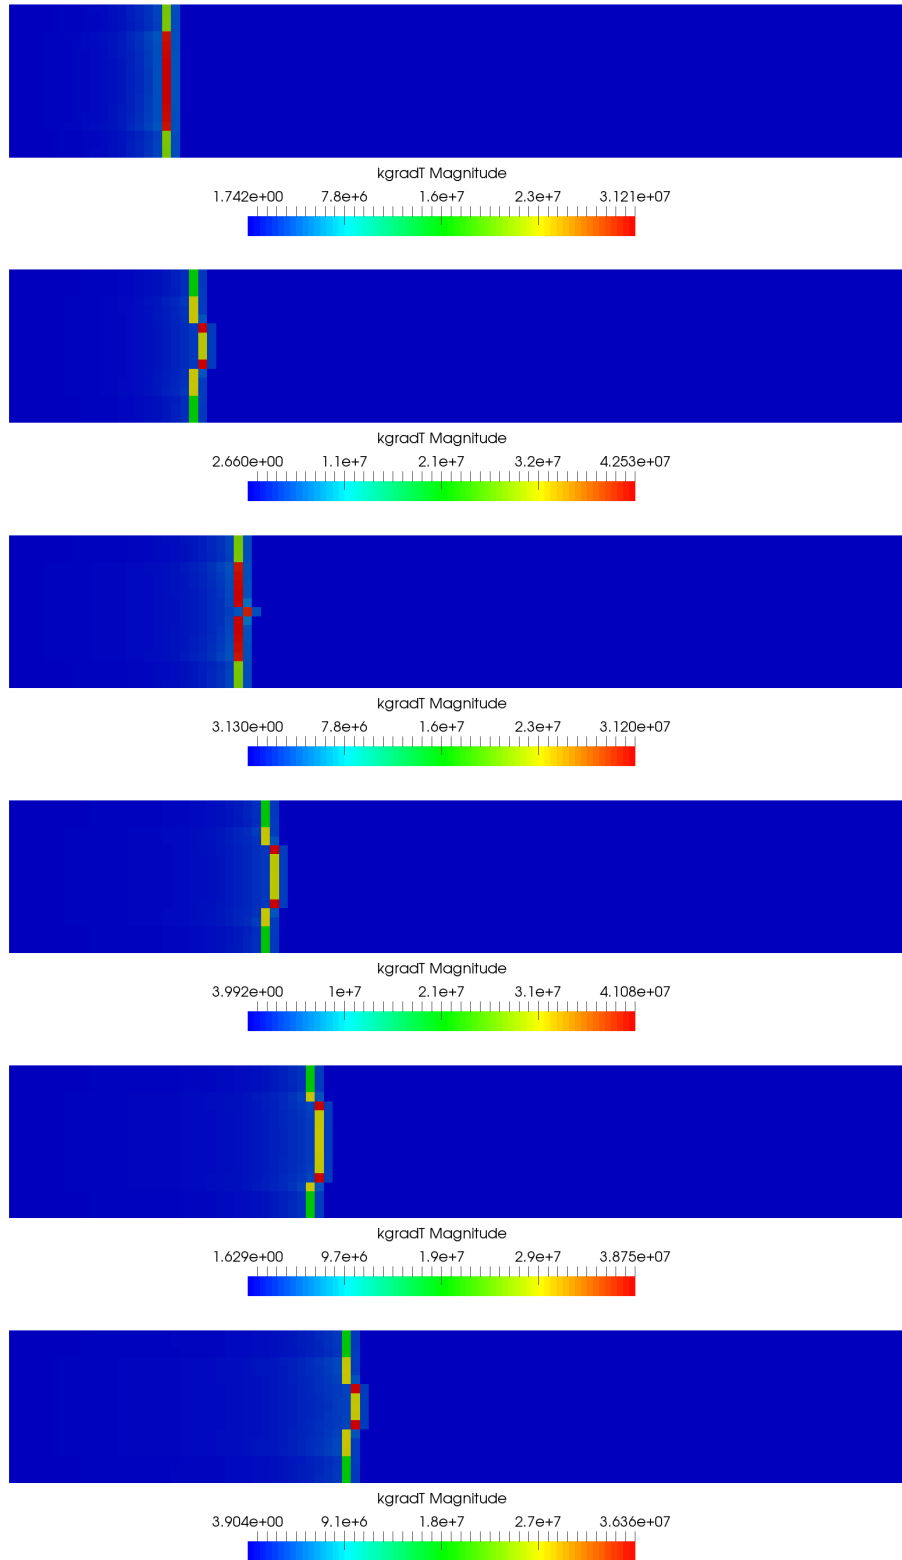 kgradT Magnitude
1.742e+00 7.8e+6 1.6e+7 2.3e+7 3.121e+07
kgradT Magnitude
2.660e+00 1.1e+7 2.1e+7 3.2e+7 4.253e+07
kgradT Magnitude
3.130e+00 7.8e+6 1.6e+7 2.3e+7 3.120e+07
kgradT Magnitude
3.992e+00 1e+7 2.1e+7 3.1e+7 4.108e+07
kgradT Magnitude
1.629e+00 9.7e+6 1.9e+7 2.9e+7 3.875e+07
kgradT Magnitude
3.904e+00 9.1e+6 1.8e+7 2.7e+7 3.636e+07